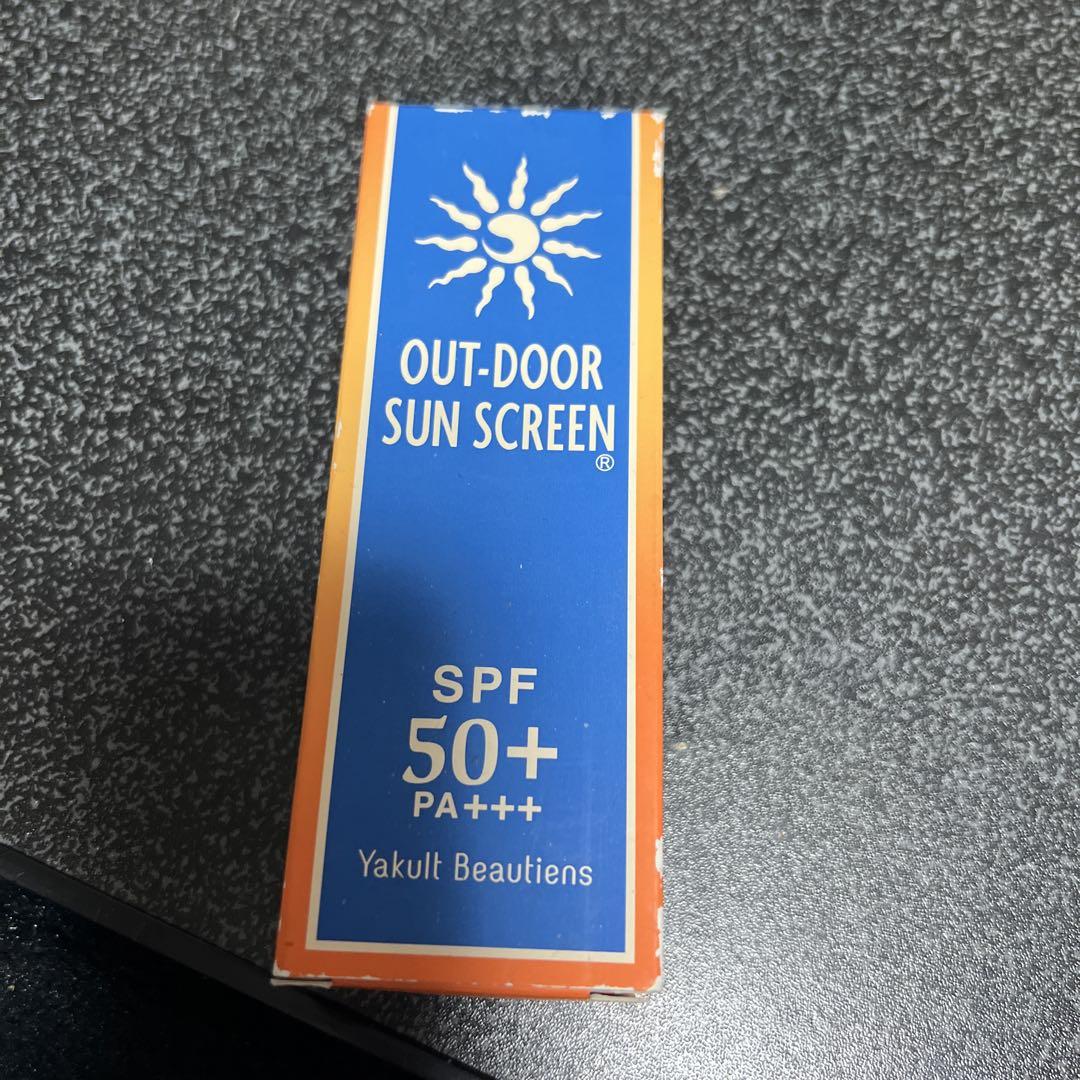 OUT-DOOR
SUN SCREEN
®
SPF
50+
PA+++
Yakult Beautiens